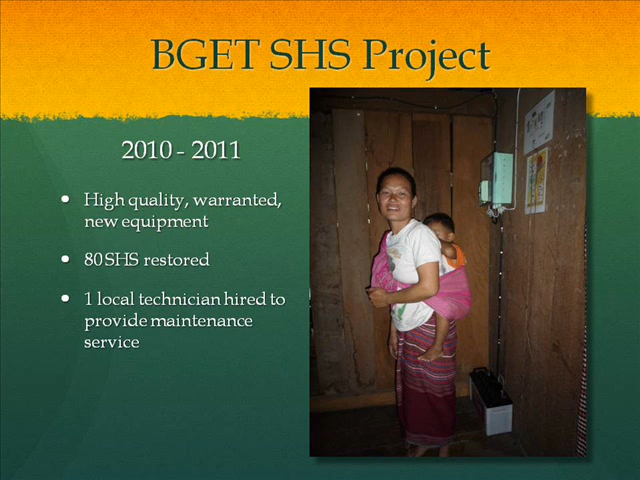 BGET SHS Project
2010 - 2011
High quality, warranted,
new equipment
80 SHS restored
1 local technician hired to
provide maintenance
service